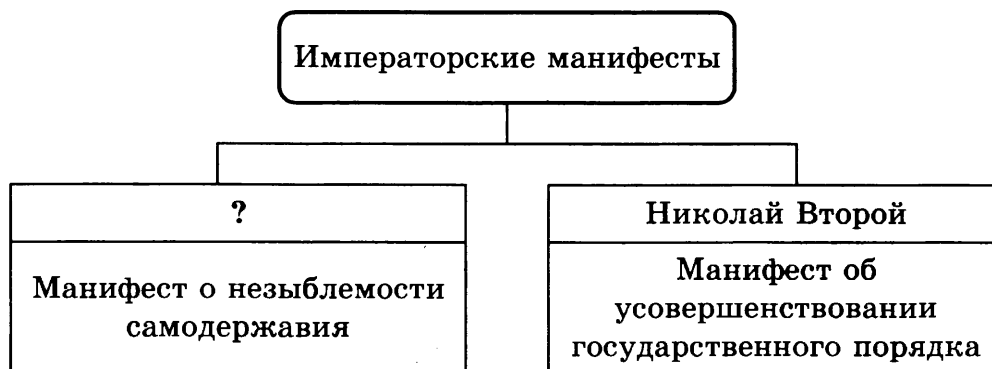 Императорские манифесты
?
Манифест о незыблемости
самодержавия
Николай Второй
Манифест об
усовершенствовании
государственного порядка